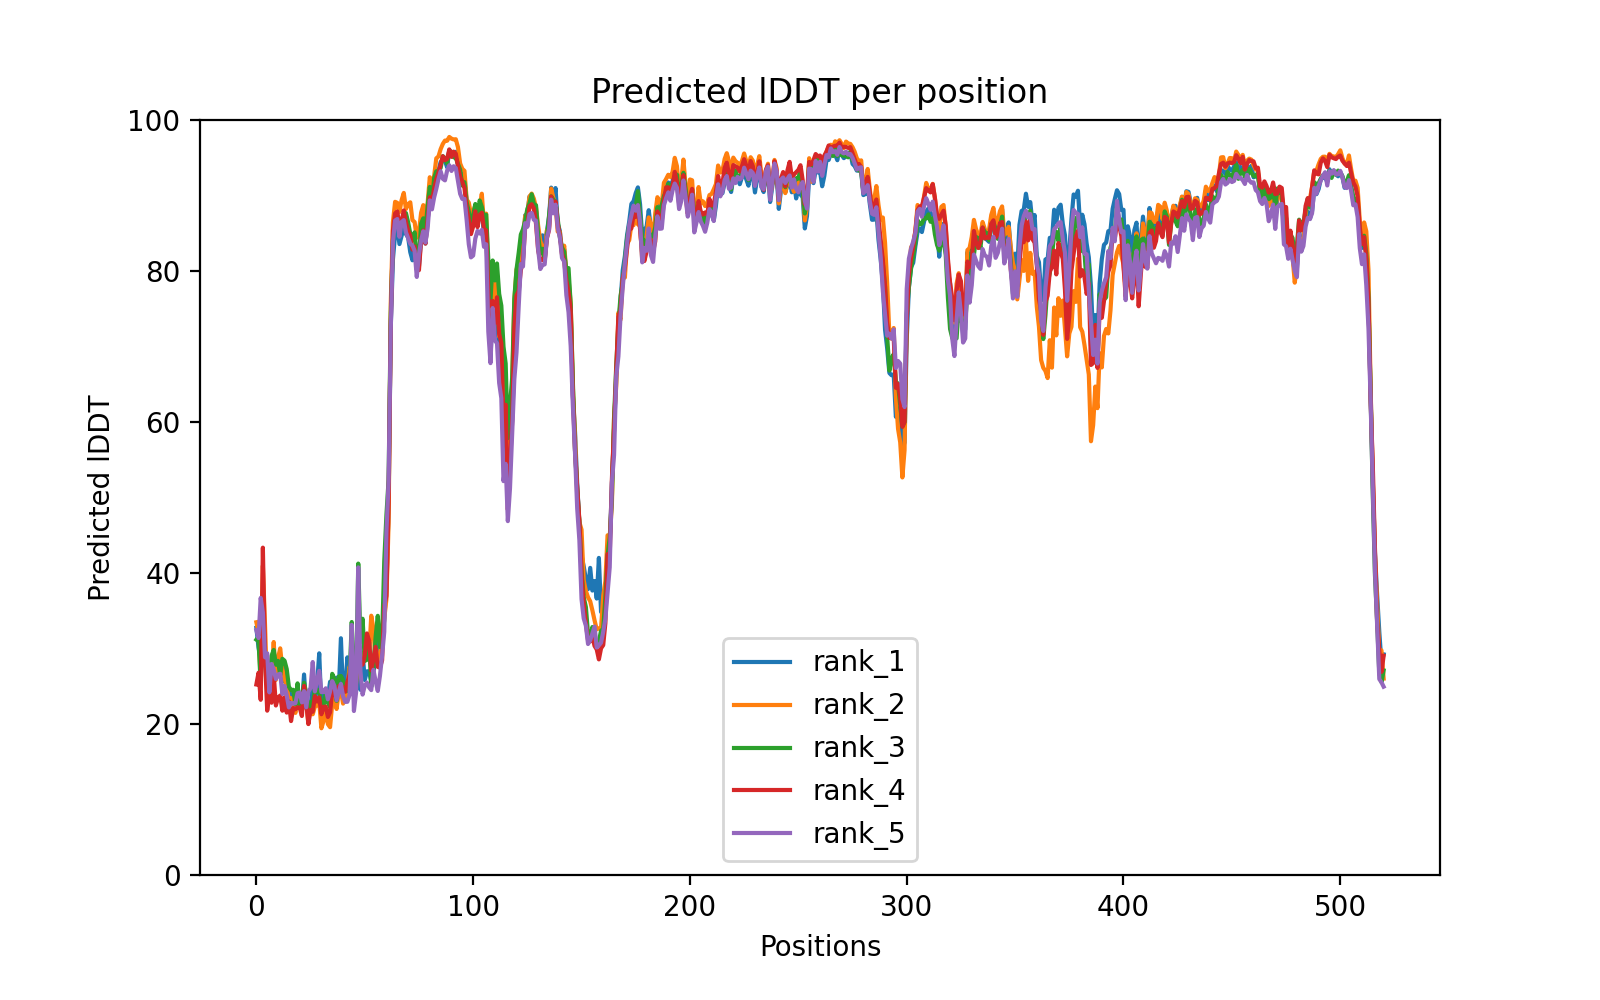 Predicted lDDT per position
100
80
60
40
20
0
Predicted lDDT
rank_1
rank_2
rank_3
rank_4
rank_5
0 100 200 300 400 500
Positions